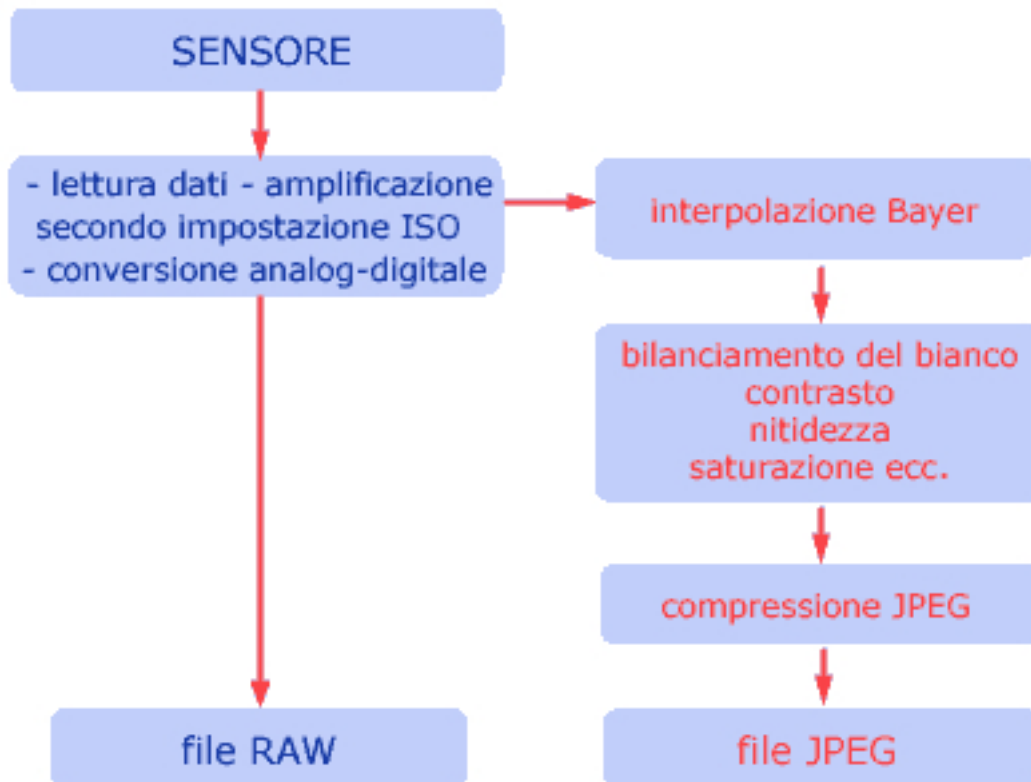 SENSORE
- lettura dati - amplificazione
secondo impostazione ISO
- conversione analog-digitale
interpolazione Bayer
bilanciamento del bianco
contrasto
nitidezza
saturazione ecc.
compressione JPEG
file RAW
file JPEG